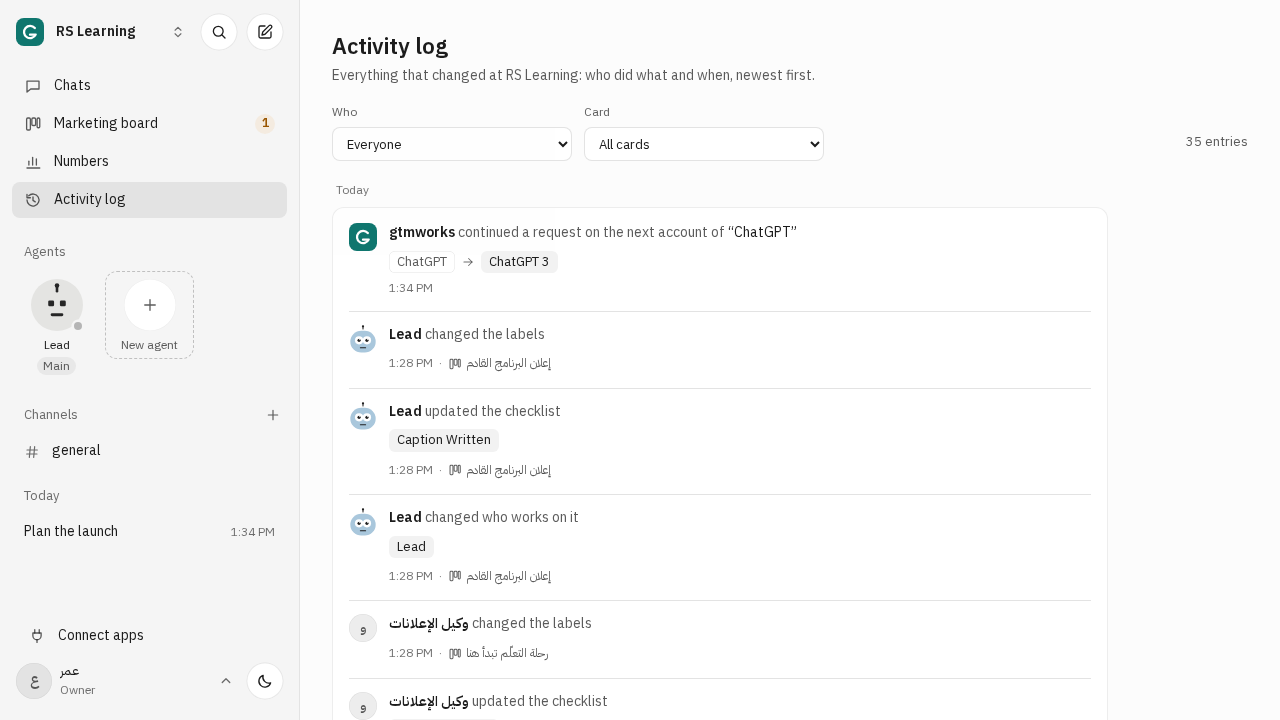 RS Learning
Chats
Marketing board 1
Numbers
Activity log
Agents
Lead
Main
New agent
Channels
general
Today
Plan the launch 1:34 PM
Connect apps
ع
عمر
Owner
Activity log
Everything that changed at RS Learning: who did what and when, newest first.
Who
Everyone
Card
All cards
35 entries
Today
gtmworks continued a request on the next account of “ChatGPT”
ChatGPT → ChatGPT 3
1:34 PM
Lead changed the labels
1:28 PM · إعلان البرنامج القادم
Lead updated the checklist
Caption Written
1:28 PM · إعلان البرنامج القادم
Lead changed who works on it
Lead
1:28 PM · إعلان البرنامج القادم
و
وكيل الإعلانات changed the labels
1:28 PM · رحلة التعلّم تبدأ هنا
و
وكيل الإعلانات updated the checklist